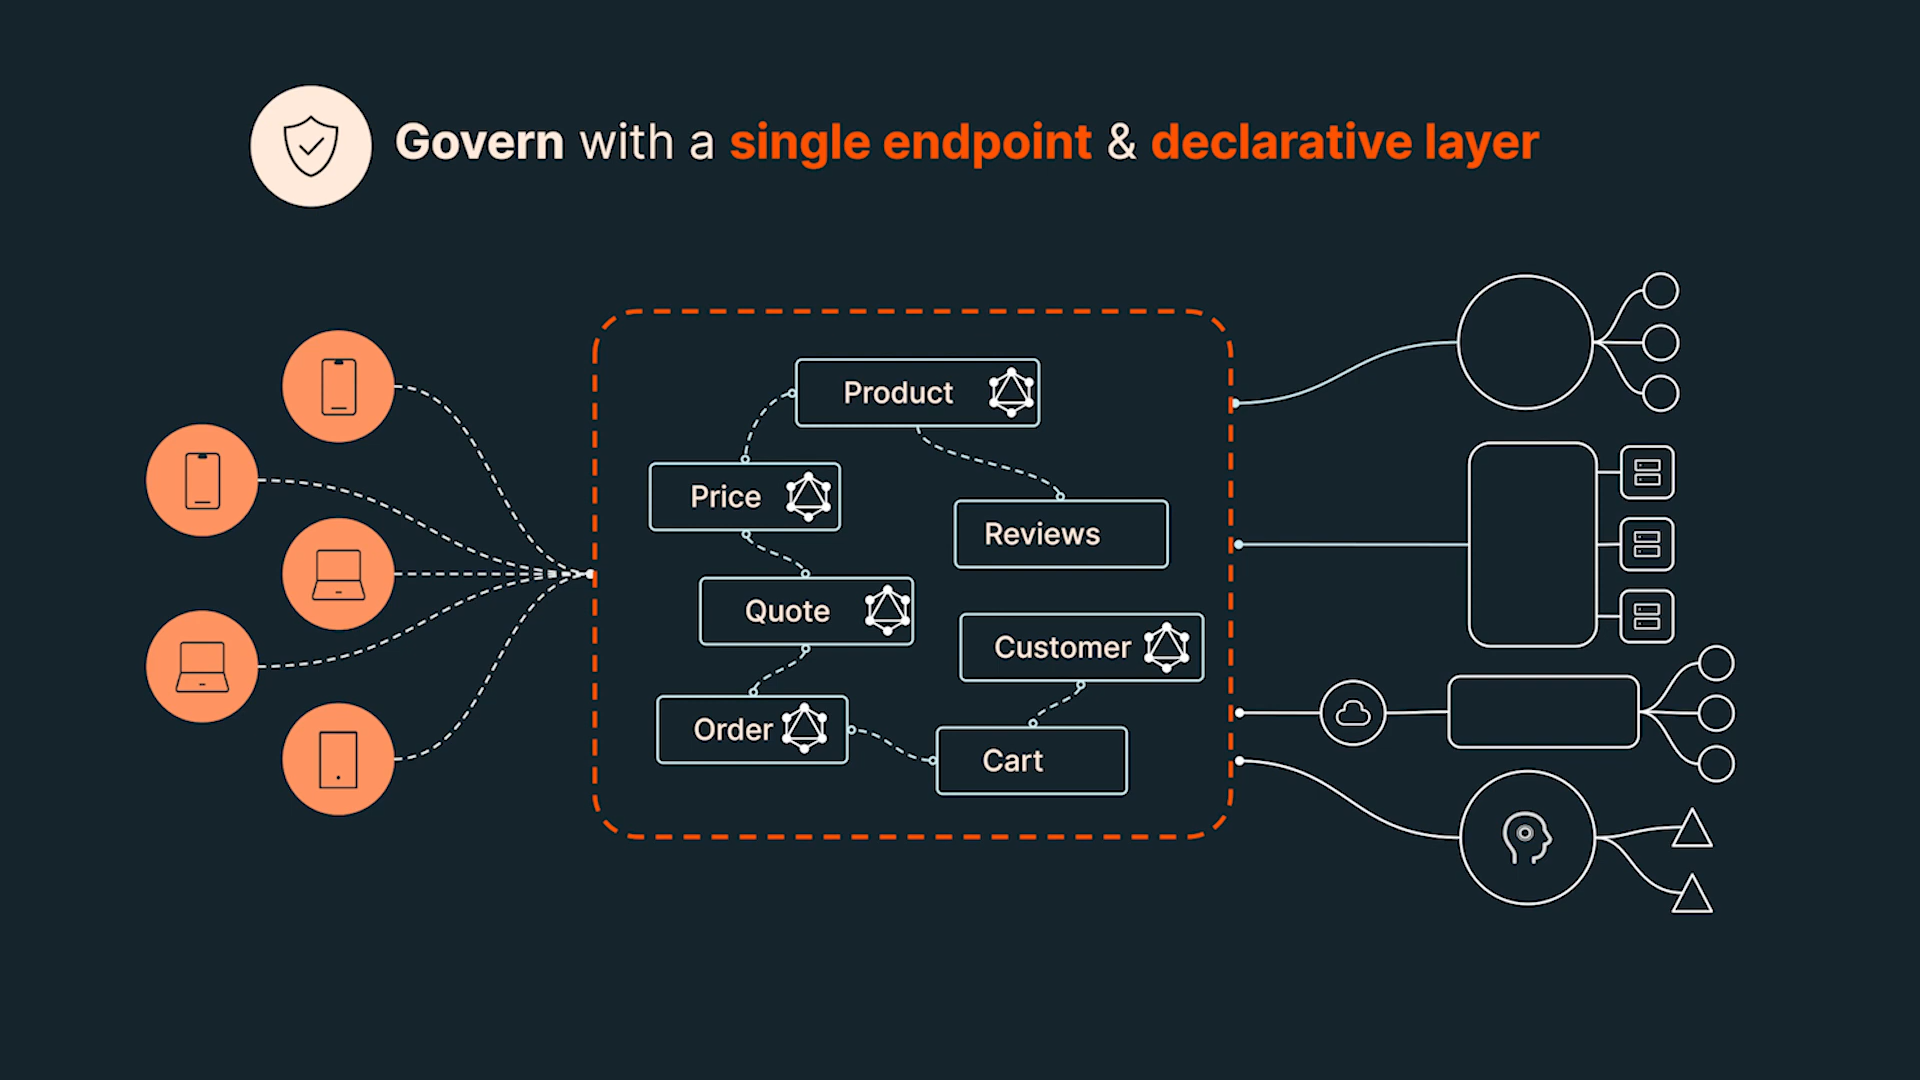 Govern with a single endpoint & declarative layer
Product
Price
Reviews
Quote
Customer
Order
Cart